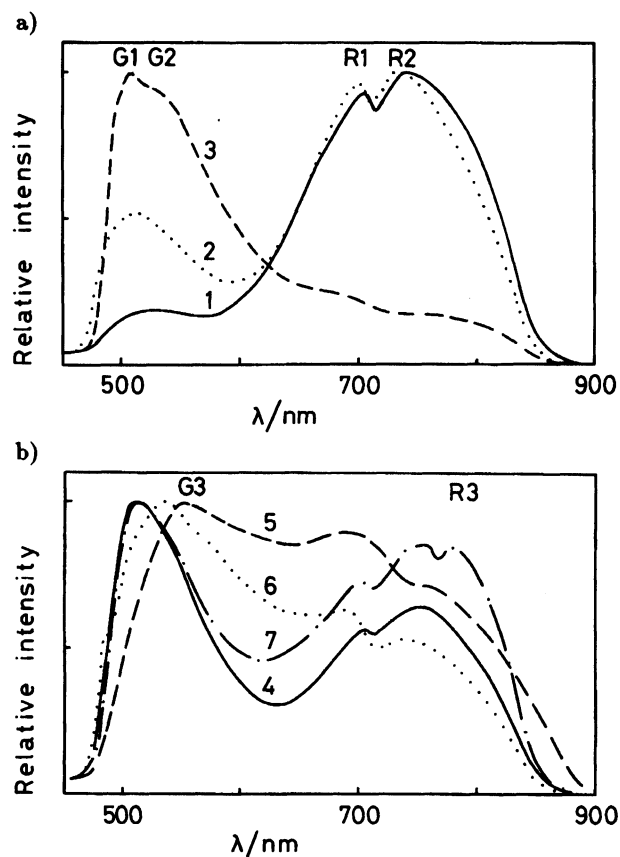 a)
G1 G2 R1 R2
3
2
1
Relative intensity
500 700 900
λ/nm
b)
G3 R3
5
6
7
4
Relative intensity
500 700 900
λ/nm